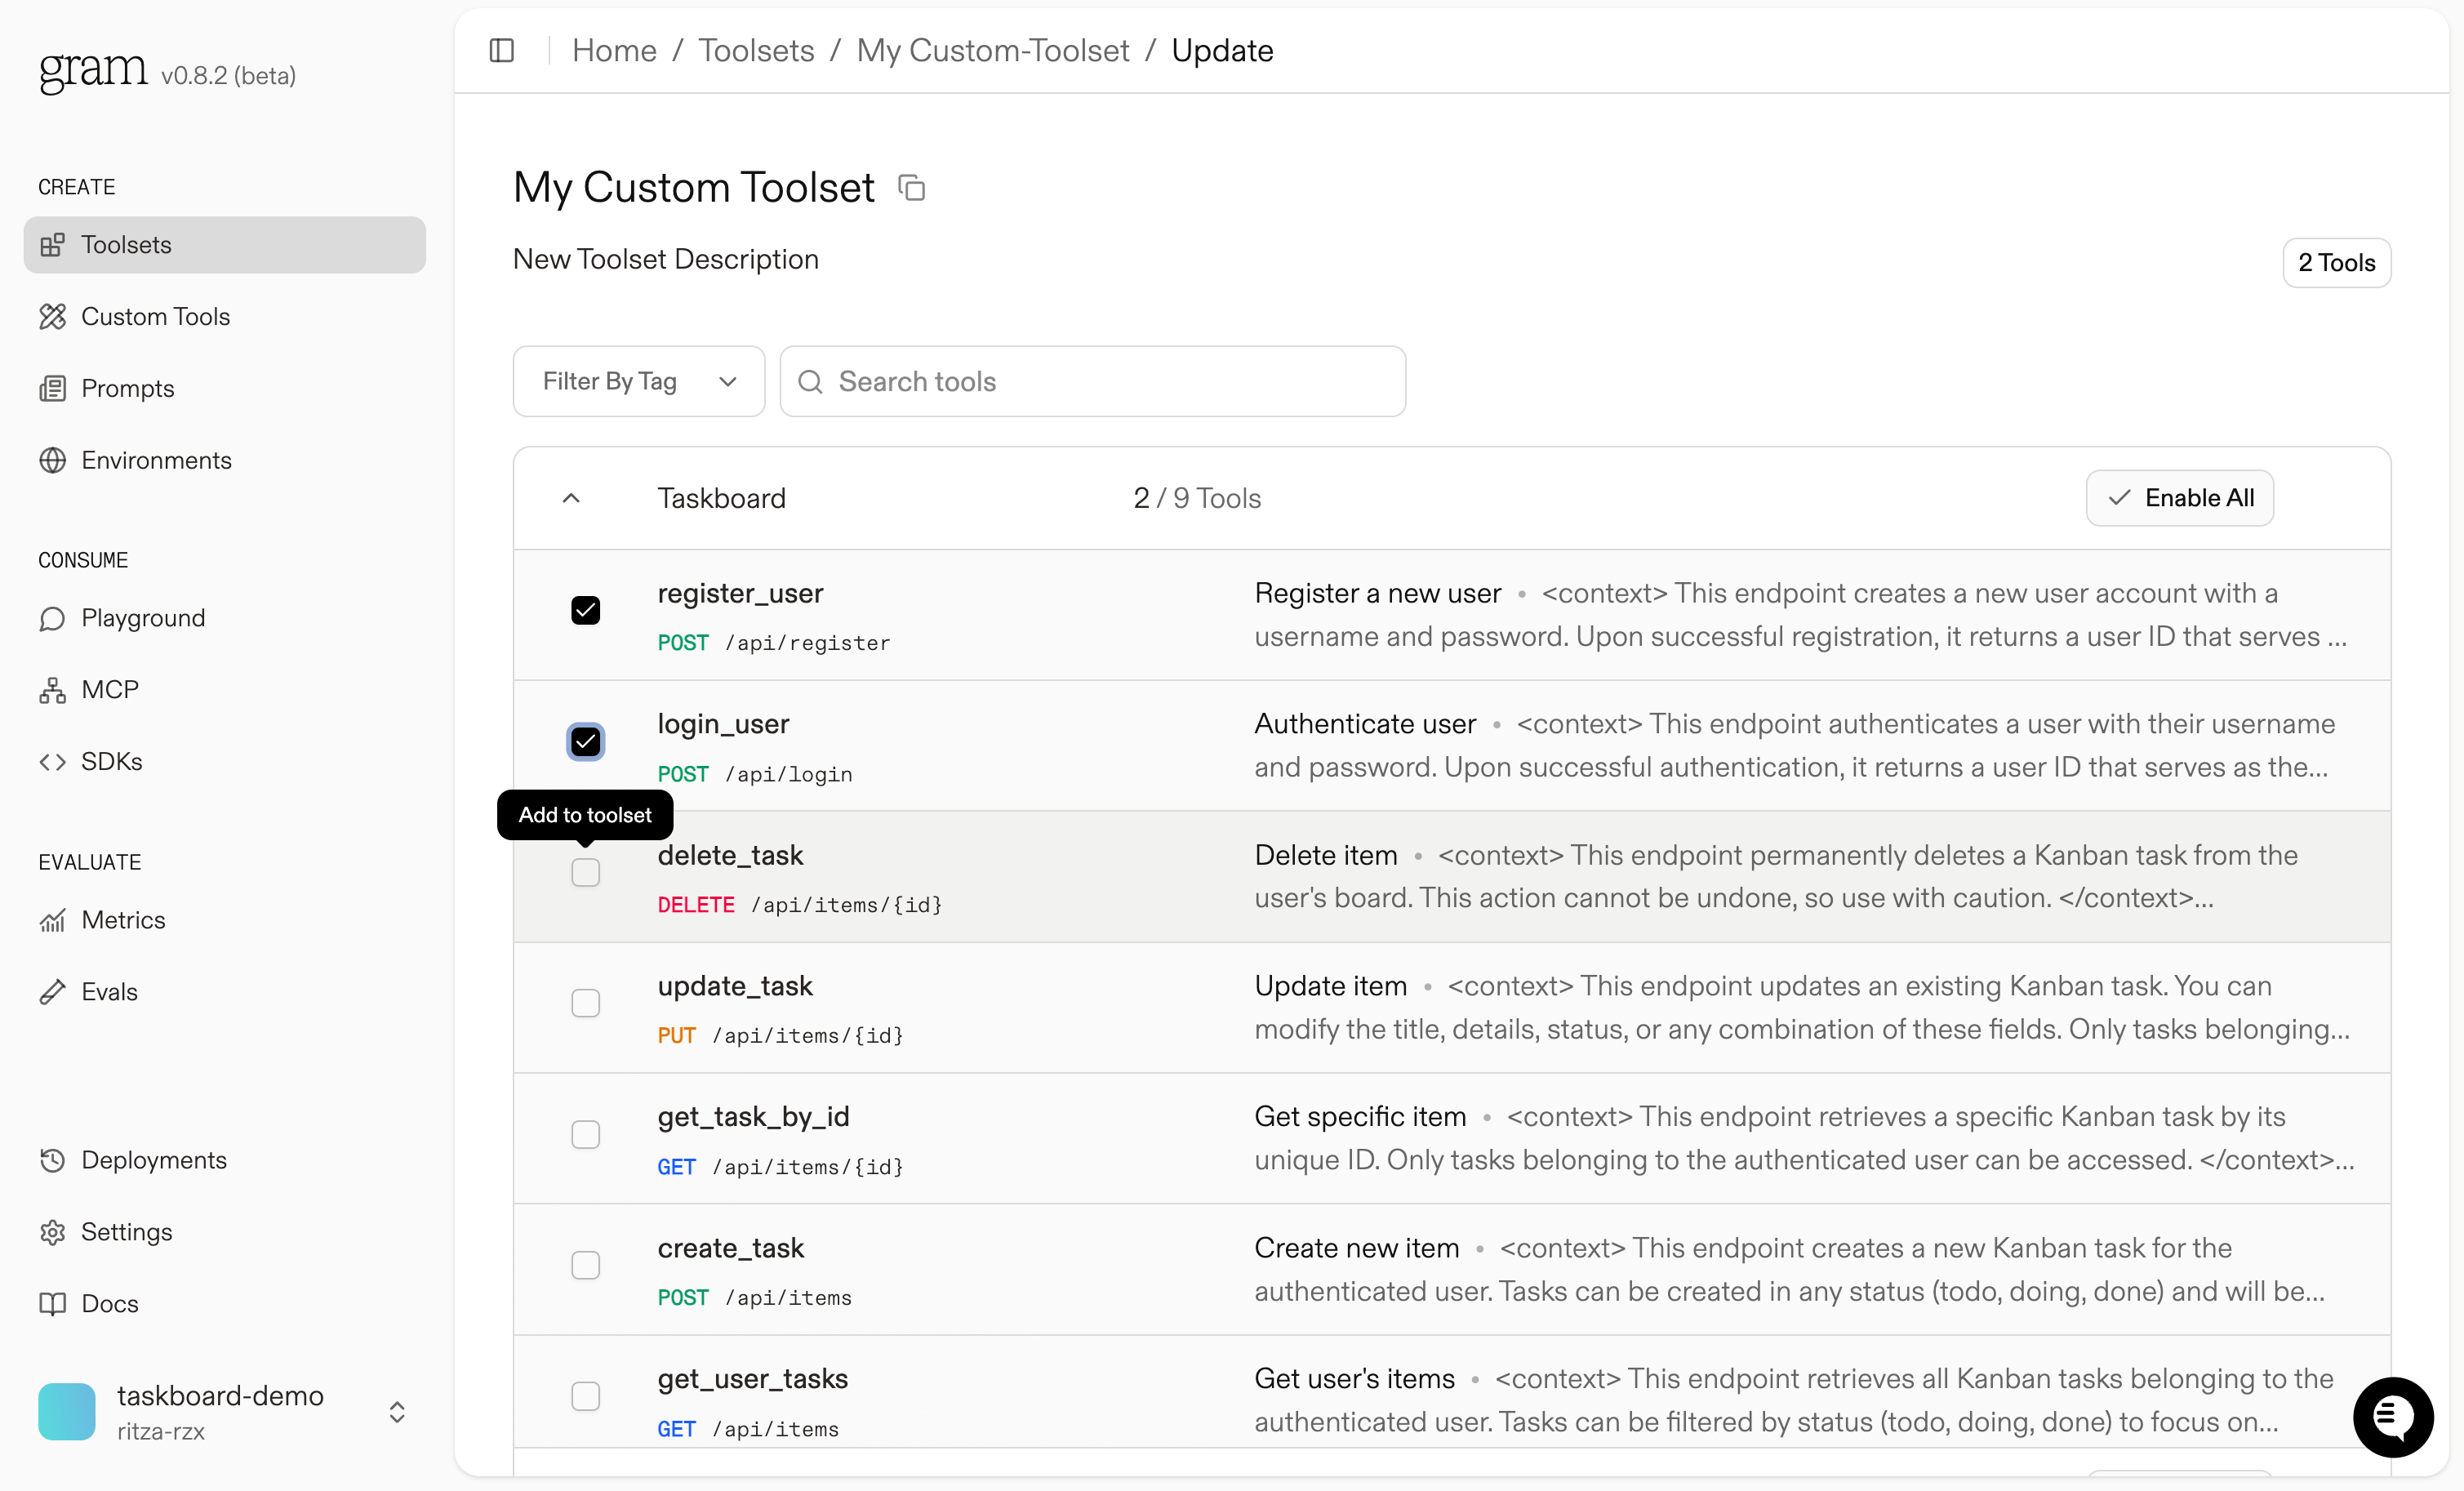 gram v0.8.2 (beta)
CREATE
Toolsets
Custom Tools
Prompts
Environments
CONSUME
Playground
MCP
SDKs
EVALUATE
Metrics
Evals
Deployments
Settings
Docs
taskboard-demo
ritza-rzx
Home / Toolsets / My Custom-Toolset / Update
My Custom Toolset
New Toolset Description
2 Tools
Filter By Tag
Search tools
Taskboard 2 / 9 Tools Enable All
register_user
POST /api/register
Register a new user • <context> This endpoint creates a new user account with a
username and password. Upon successful registration, it returns a user ID that serves ...
login_user
POST /api/login
Authenticate user • <context> This endpoint authenticates a user with their username
and password. Upon successful authentication, it returns a user ID that serves as the...
Add to toolset
delete_task
DELETE /api/items/{id}
Delete item • <context> This endpoint permanently deletes a Kanban task from the
user's board. This action cannot be undone, so use with caution. </context>...
update_task
PUT /api/items/{id}
Update item • <context> This endpoint updates an existing Kanban task. You can
modify the title, details, status, or any combination of these fields. Only tasks belonging...
get_task_by_id
GET /api/items/{id}
Get specific item • <context> This endpoint retrieves a specific Kanban task by its
unique ID. Only tasks belonging to the authenticated user can be accessed. </context>...
create_task
POST /api/items
Create new item • <context> This endpoint creates a new Kanban task for the
authenticated user. Tasks can be created in any status (todo, doing, done) and will be...
get_user_tasks
GET /api/items
Get user's items • <context> This endpoint retrieves all Kanban tasks belonging to the
authenticated user. Tasks can be filtered by status (todo, doing, done) to focus on...